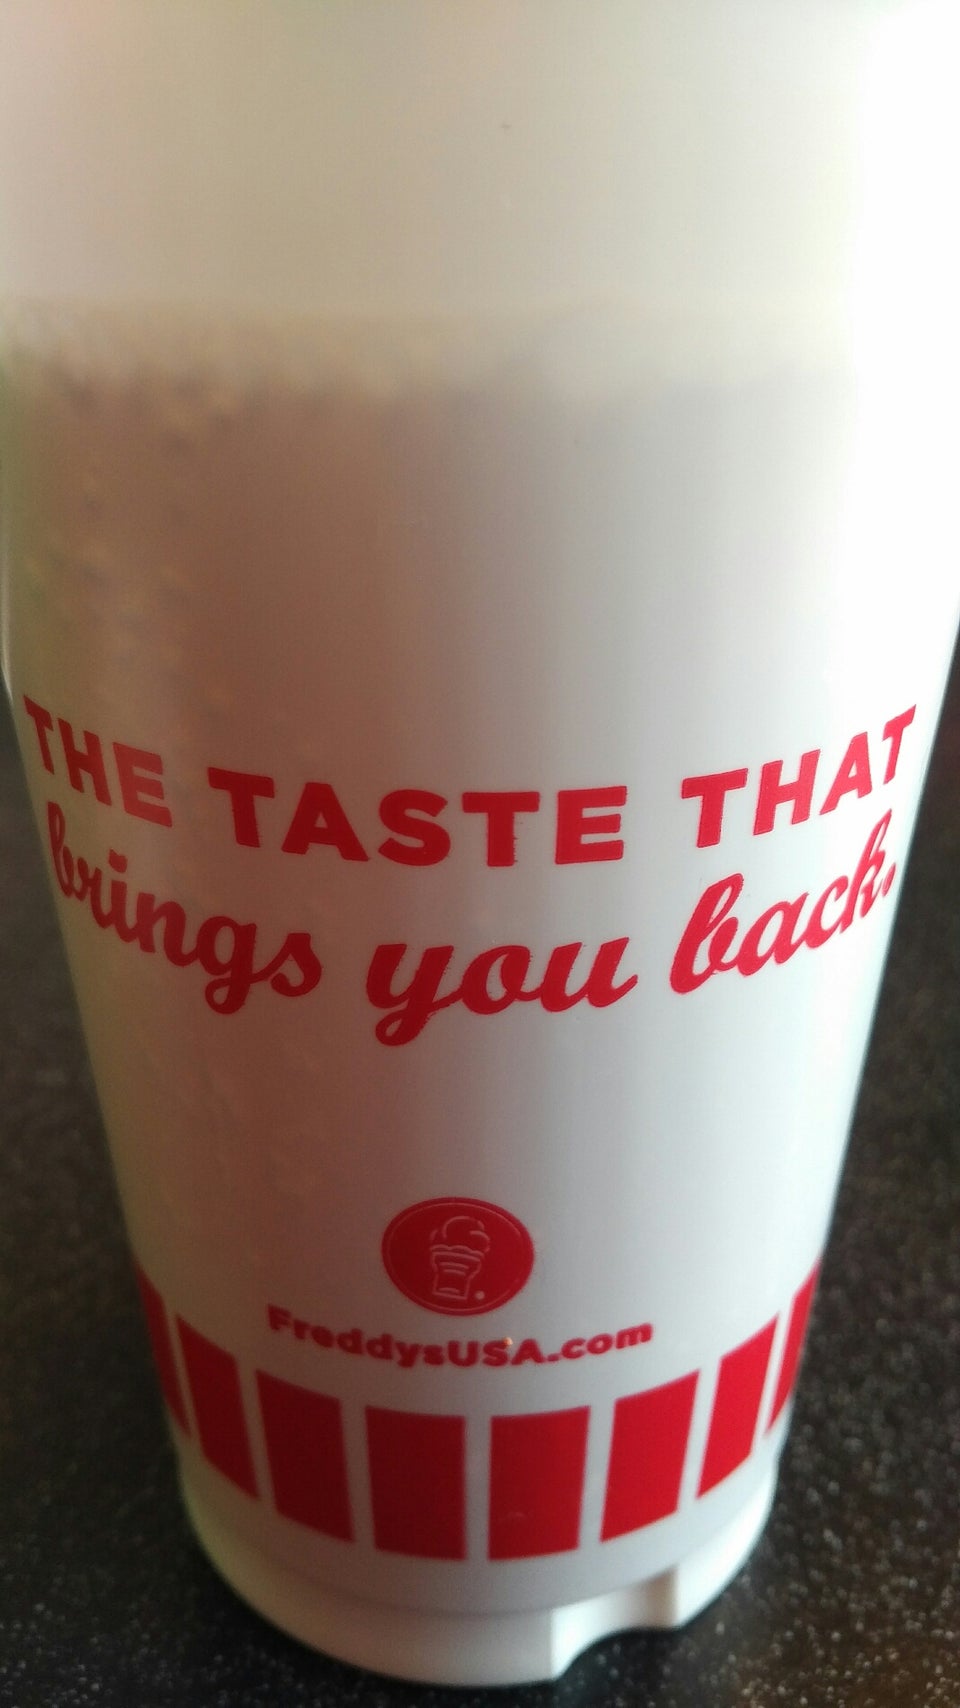 THE TASTE THAT
brings you back.
FreddysUSA.com